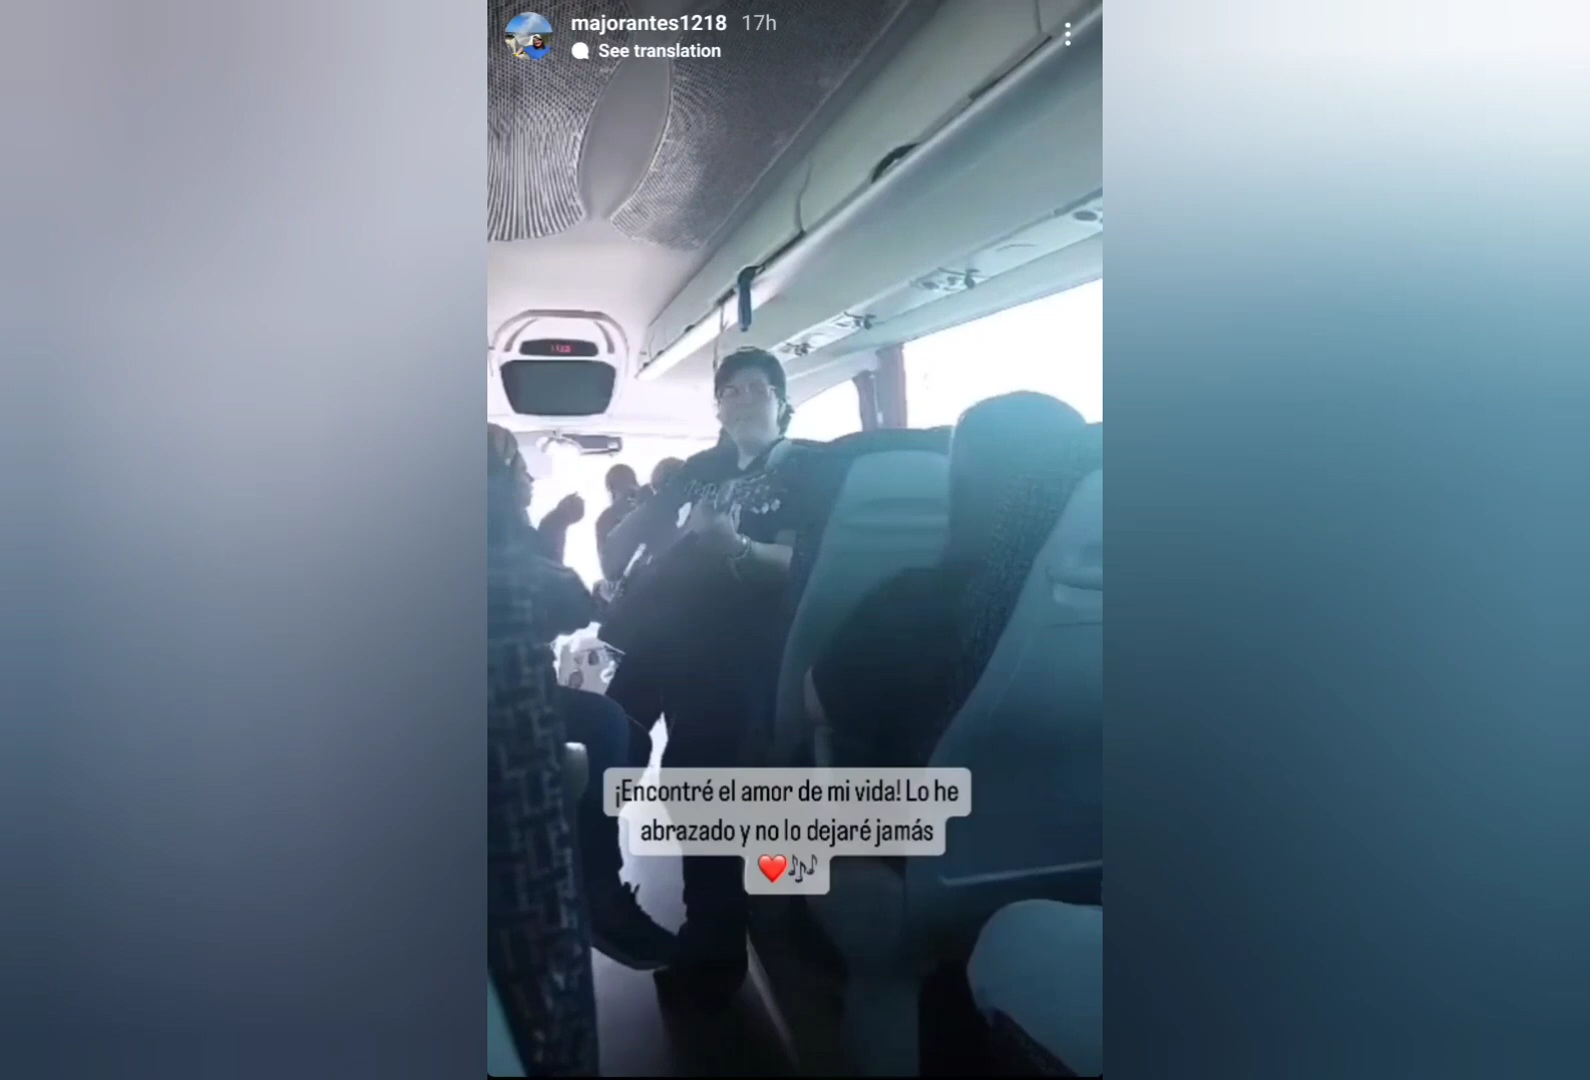 majorantes1218 17h
See translation
¡Encontré el amor de mi vida! Lo he
abrazado y no lo dejaré jamás
❤️🎶